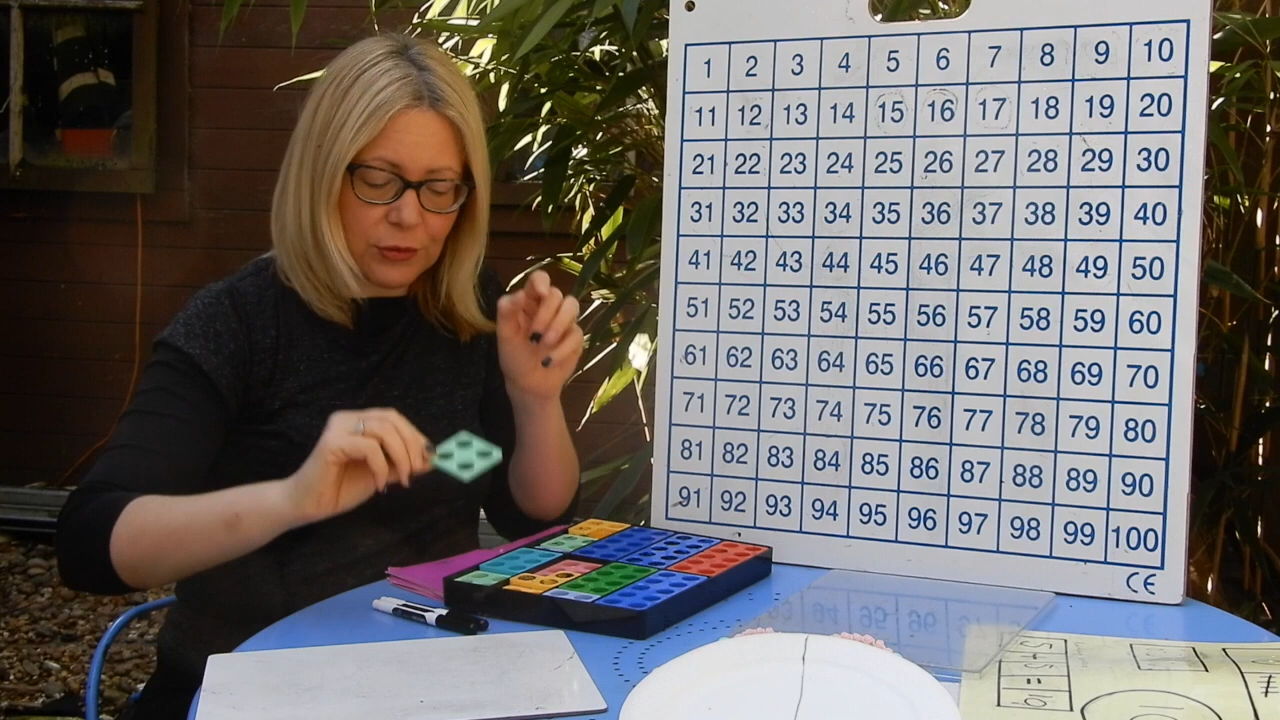 1 2 3 4 5 6 7 8 9 10
11 12 13 14 15 16 17 18 19 20
21 22 23 24 25 26 27 28 29 30
31 32 33 34 35 36 37 38 39 40
41 42 43 44 45 46 47 48 49 50
51 52 53 54 55 56 57 58 59 60
61 62 63 64 65 66 67 68 69 70
71 72 73 74 75 76 77 78 79 80
81 82 83 84 85 86 87 88 89 90
91 92 93 94 95 96 97 98 99 100
CE